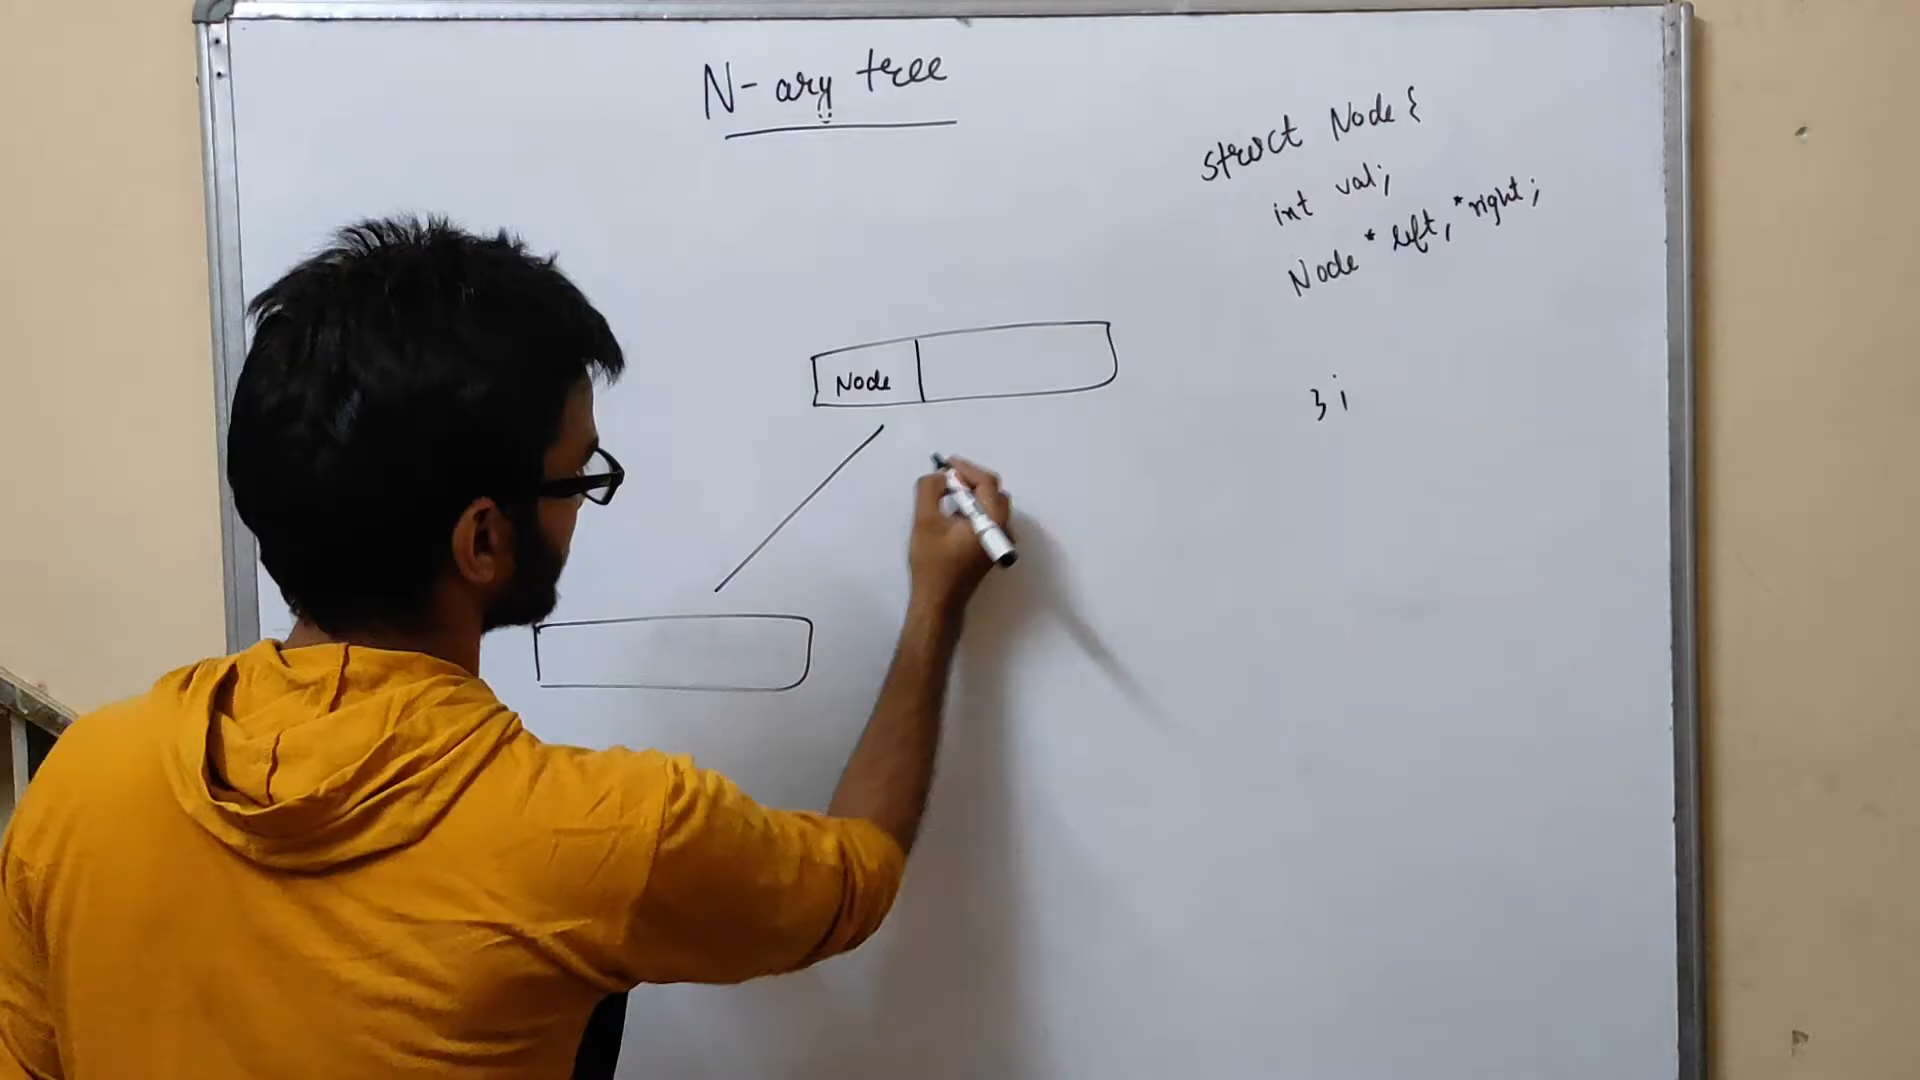 N-ary tree
struct Node {
int val;
Node * left, * right;
};
Node